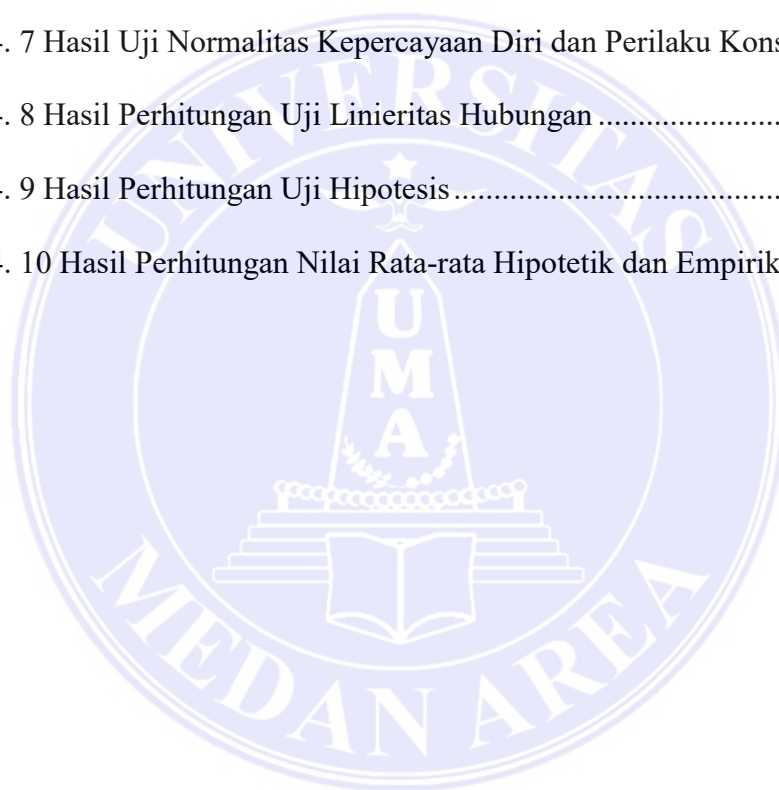 . 7 Hasil Uji Normalitas Kepercayaan Diri dan Perilaku Kons
. 8 Hasil Perhitungan Uji Linieritas Hubungan ........................
. 9 Hasil Perhitungan Uji Hipotesis ..........................................
. 10 Hasil Perhitungan Nilai Rata-rata Hipotetik dan Empirik
UNIVERSITAS
U
M
A
MEDAN AREA